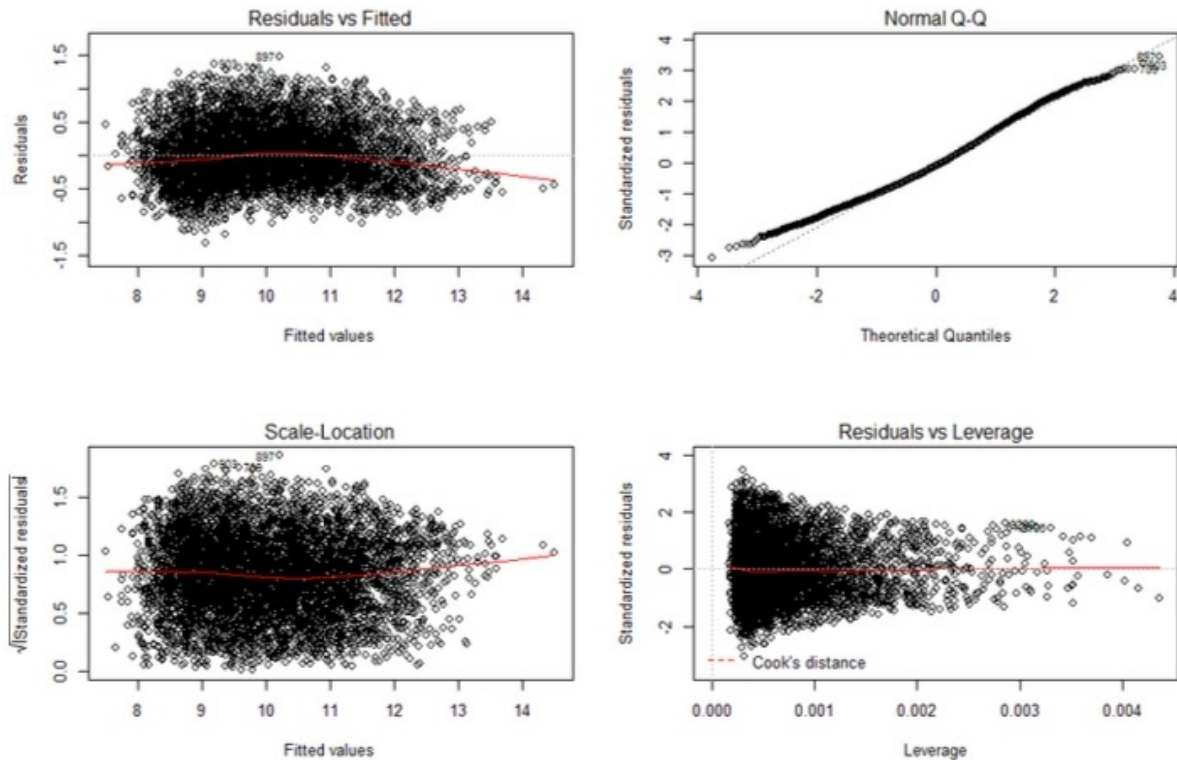 Residuals vs Fitted
897
Residuals
-1.5
-0.5
0.5
1.5
8 9 10 11 12 13 14
Fitted values
Normal Q-Q
Standardized residuals
-3 -2 -1 0 1 2 3 4
-4 -2 0 2 4
Theoretical Quantiles
Scale-Location
897
√|Standardized residuals|
0.0 0.5 1.0 1.5
8 9 10 11 12 13 14
Fitted values
Residuals vs Leverage
Standardized residuals
-2 0 2 4
Cook's distance
0.000 0.001 0.002 0.003 0.004
Leverage